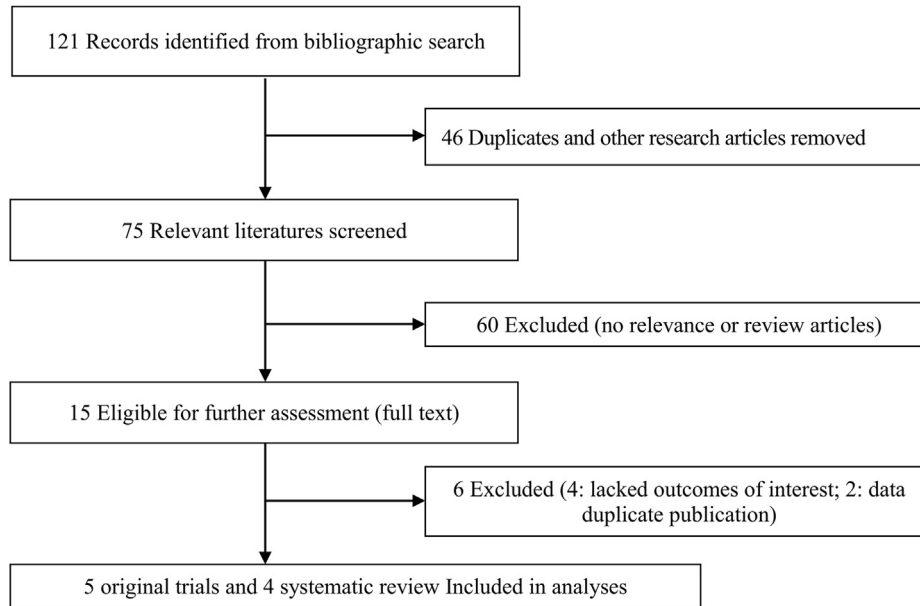 121 Records identified from bibliographic search
46 Duplicates and other research articles removed
75 Relevant literatures screened
60 Excluded (no relevance or review articles)
15 Eligible for further assessment (full text)
6 Excluded (4: lacked outcomes of interest; 2: data
duplicate publication)
5 original trials and 4 systematic review Included in analyses